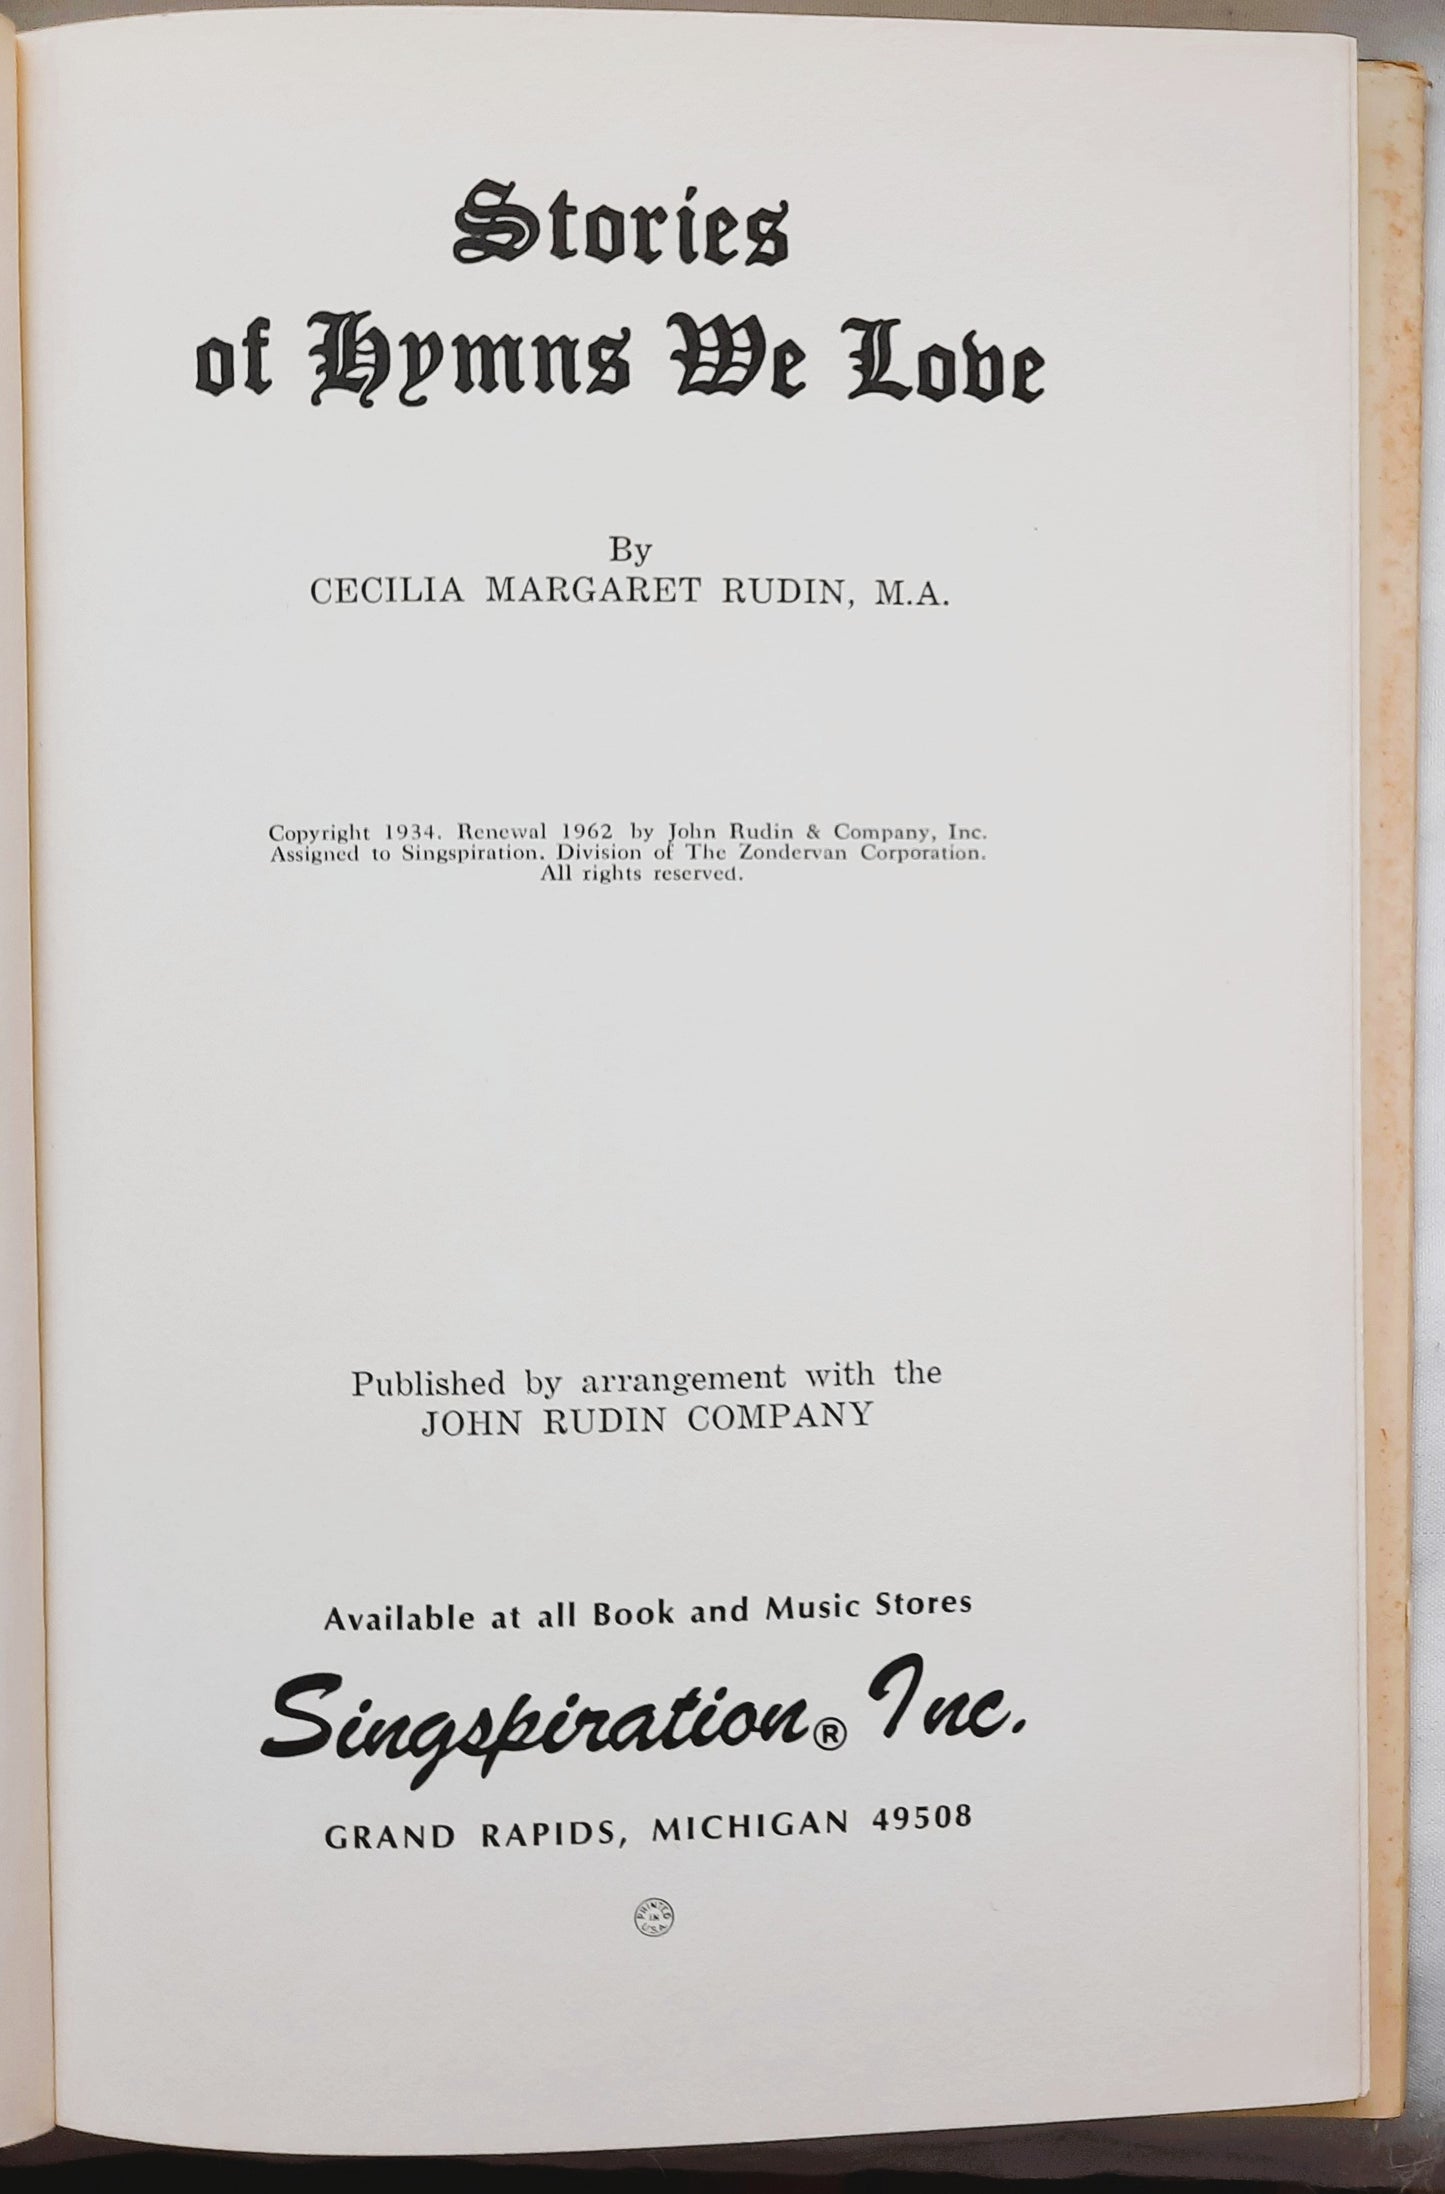 Stories
of Hymns We Love
By
CECILIA MARGARET RUDIN, M.A.
Copyright 1934. Renewal 1962 by John Rudin & Company, Inc.
Assigned to Singspiration. Division of The Zondervan Corporation.
All rights reserved.
Published by arrangement with the
JOHN RUDIN COMPANY
Available at all Book and Music Stores
Singspiration® Inc.
GRAND RAPIDS, MICHIGAN 49508
PRINTED
IN
U.S.A.